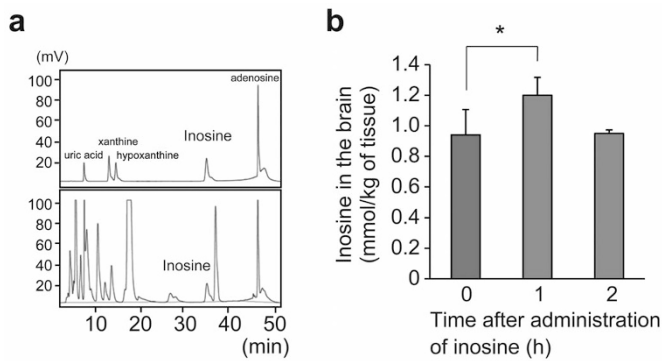 a
(mV)
100
80
60
40
20
uric acid
xanthine
hypoxanthine
Inosine
adenosine
100
80
60
40
20
Inosine
10 20 30 40 50
(min)
b
Inosine in the brain
(mmol/kg of tissue)
1.4
1.2
1.0
0.8
0.6
0.4
0.2
0
*
0 1 2
Time after administration
of inosine (h)